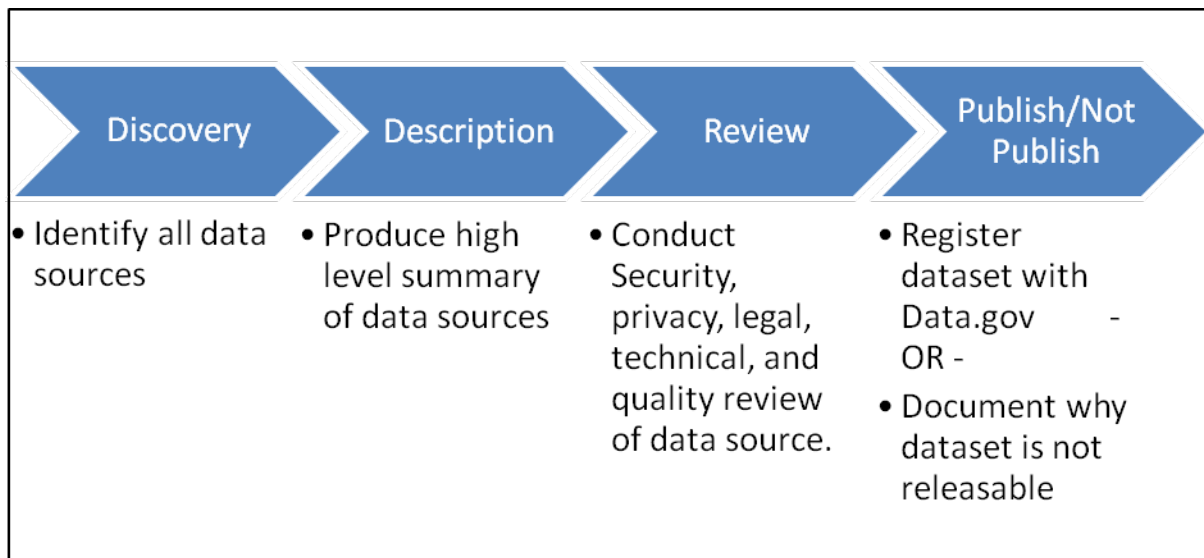 Discovery
Description
Review
Publish/Not
Publish
• Identify all data
sources
• Produce high
level summary
of data sources
• Conduct
Security,
privacy, legal,
technical, and
quality review
of data source.
• Register
dataset with
Data.gov -
OR -
• Document why
dataset is not
releasable